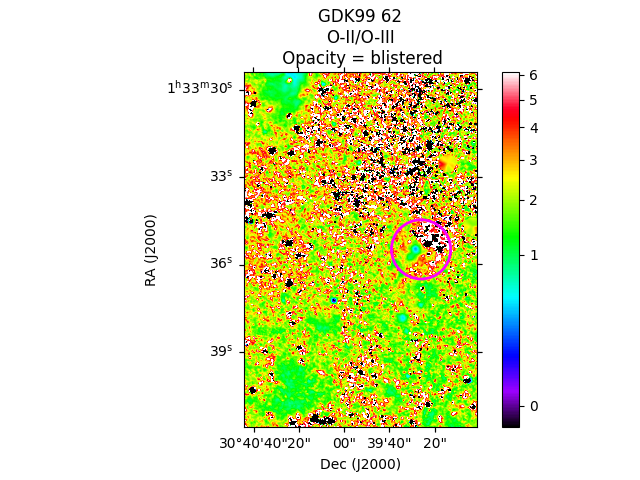 GDK99 62
O-II/O-III
Opacity = blistered
1ʰ33ᵐ30ˢ
33ˢ
36ˢ
39ˢ
RA (J2000)
30°40'40"20" 00" 39'40" 20"
Dec (J2000)
6
5
4
3
2
1
0